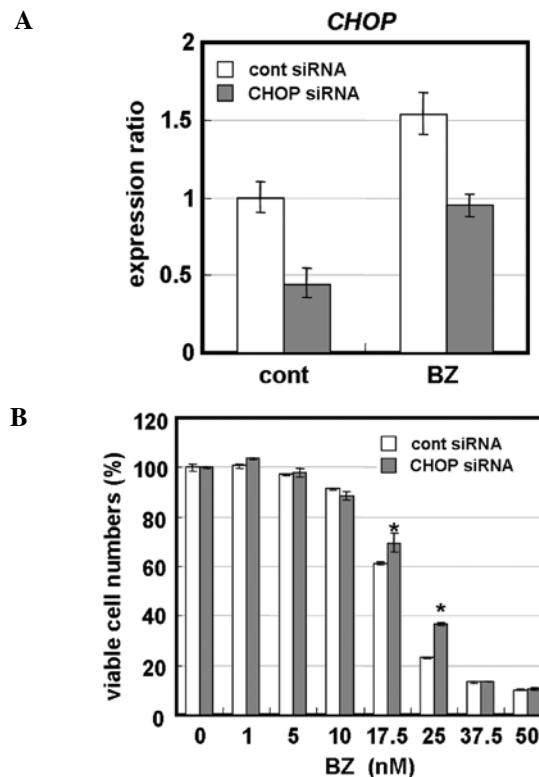 A
CHOP
cont siRNA
CHOP siRNA
expression ratio
2
1.5
1
0.5
0
cont BZ
B
cont siRNA
CHOP siRNA
viable cell numbers (%)
120
100
80
60
40
20
0
* *
0 1 5 10 17.5 25 37.5 50
BZ (nM)